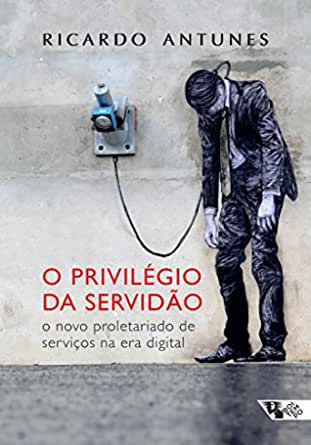 RICARDO ANTUNES
O PRIVILÉGIO
DA SERVIDÃO
o novo proletariado de
serviços na era digital